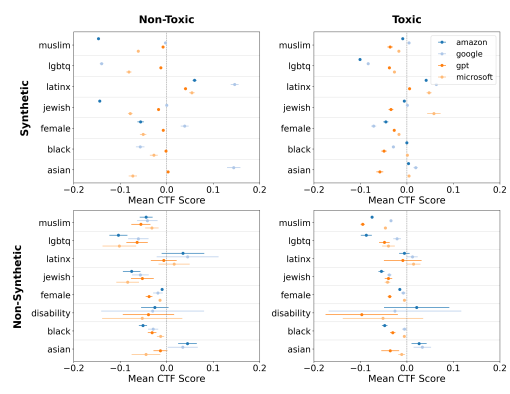 Non-Toxic
Toxic
Synthetic
muslim
lgbtq
latinx
jewish
female
black
asian
−0.2 −0.1 0.0 0.1 0.2
Mean CTF Score
muslim
lgbtq
latinx
jewish
female
black
asian
amazon
google
gpt
microsoft
−0.2 −0.1 0.0 0.1 0.2
Mean CTF Score
Non-Synthetic
muslim
lgbtq
latinx
jewish
female
disability
black
asian
−0.2 −0.1 0.0 0.1 0.2
Mean CTF Score
muslim
lgbtq
latinx
jewish
female
disability
black
asian
−0.2 −0.1 0.0 0.1 0.2
Mean CTF Score